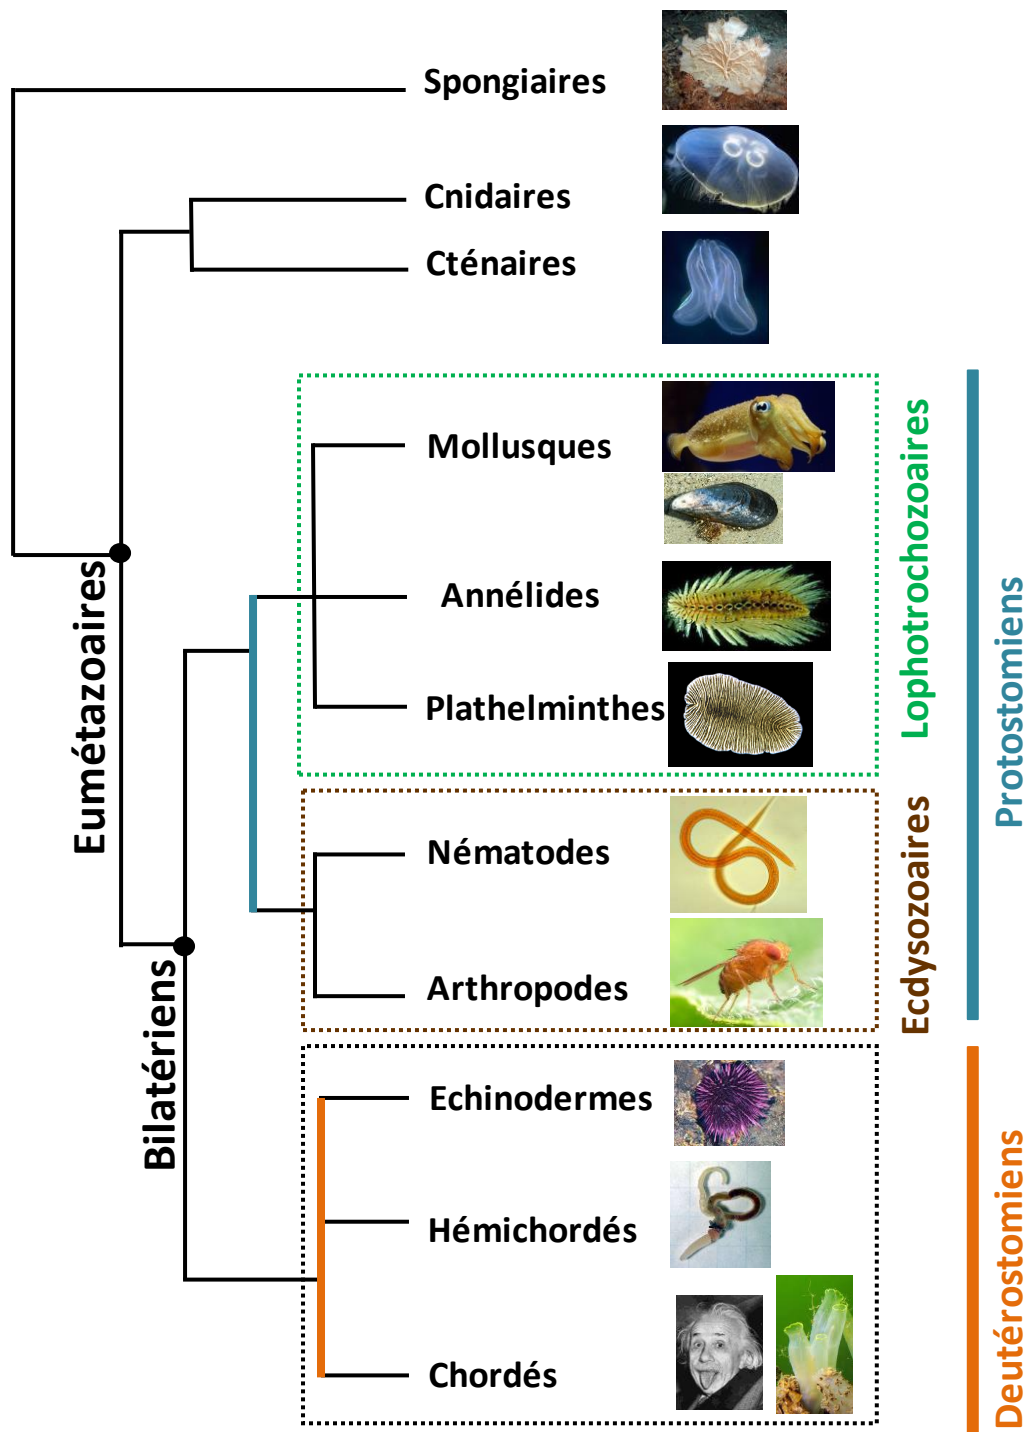 Spongiaires
Cnidaires
Cténaires
Mollusques
Annélides
Plathelminthes
Lophotrochozoaires
Protostomiens
Eumétazoaires
Nématodes
Arthropodes
Ecdysozoaires
Bilatériens
Echinodermes
Hémichordés
Chordés
Deutérostomiens